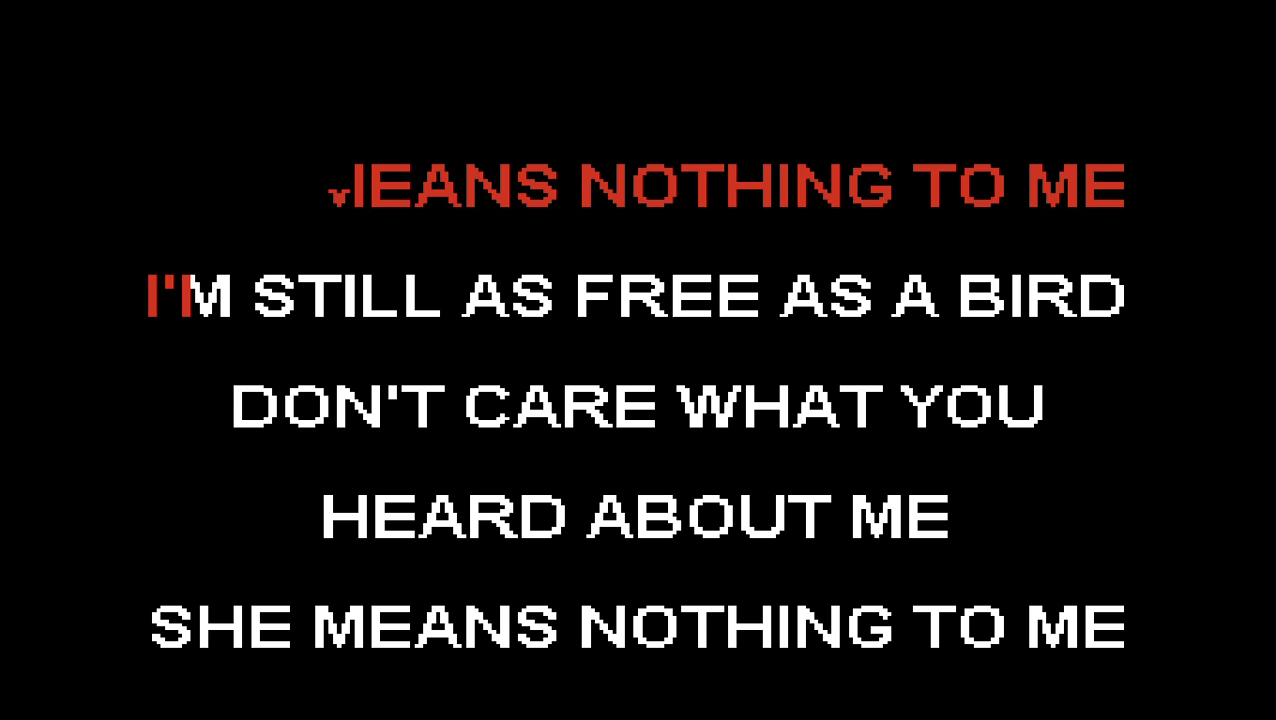 MEANS NOTHING TO ME
I'M STILL AS FREE AS A BIRD
DON'T CARE WHAT YOU
HEARD ABOUT ME
SHE MEANS NOTHING TO ME